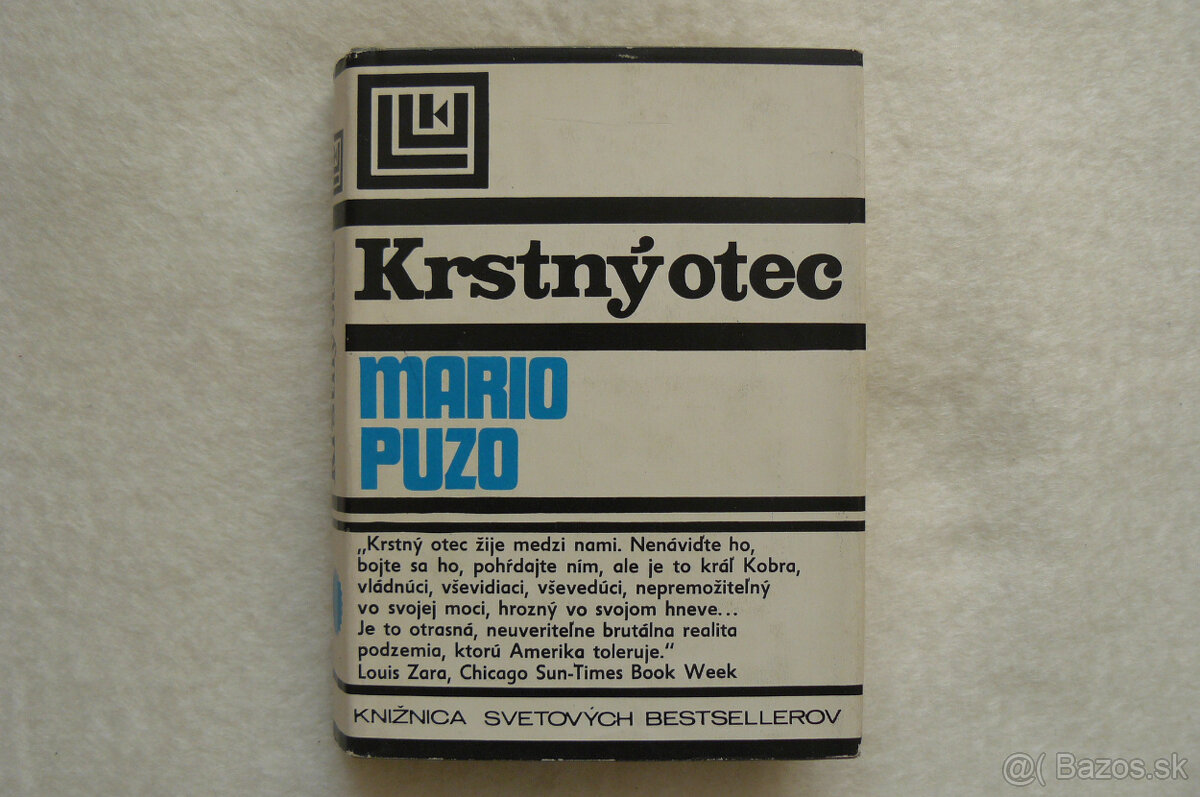 Krstný otec
MARIO
PUZO
„Krstný otec žije medzi nami. Nenáviďte ho,
bojte sa ho, pohŕdajte ním, ale je to kráľ Kobra,
vládnúci, vševidiaci, vševedúci, nepremožiteľný
vo svojej moci, hrozný vo svojom hneve...
Je to otrasná, neuveriteľne brutálna realita
podzemia, ktorú Amerika toleruje.“
Louis Zara, Chicago Sun-Times Book Week
KNIŽNICA SVETOVÝCH BESTSELLEROV
@( Bazos.sk